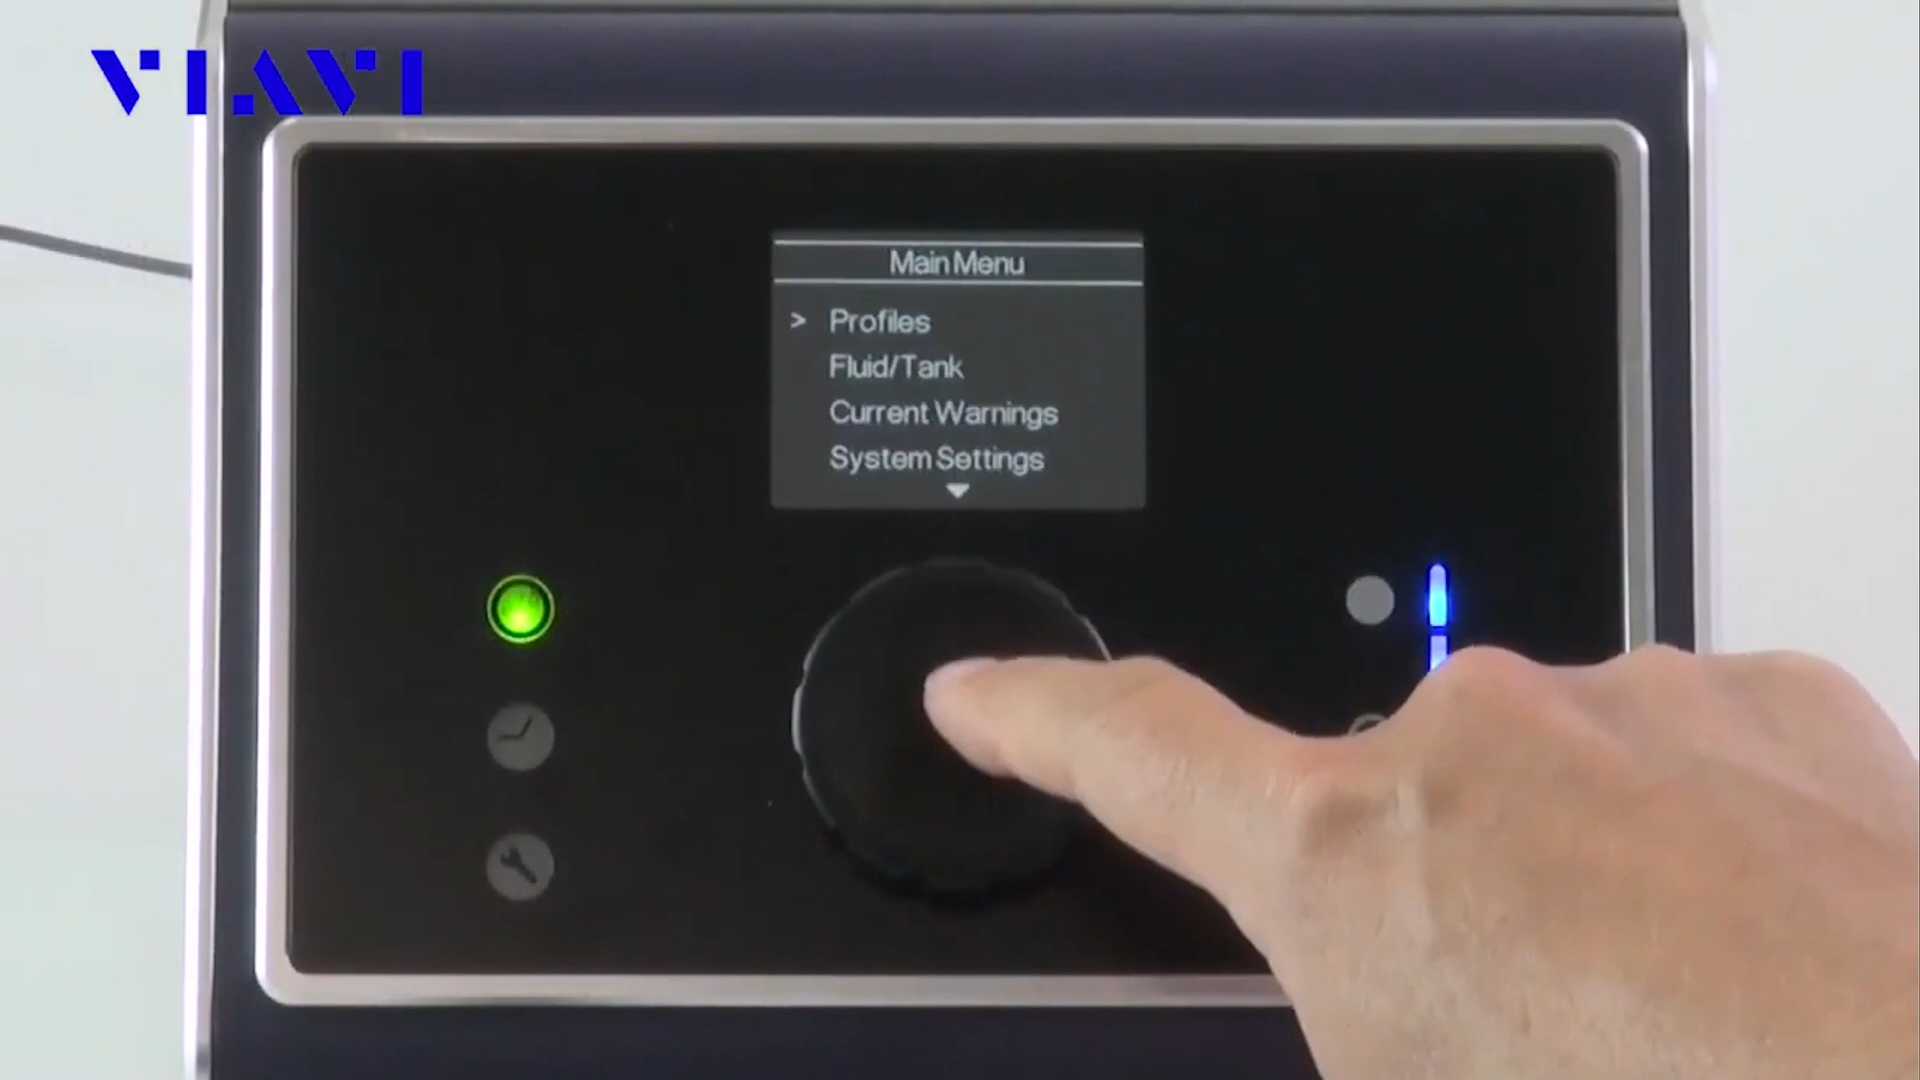 VIAVI
Main Menu
> Profiles
Fluid/Tank
Current Warnings
System Settings